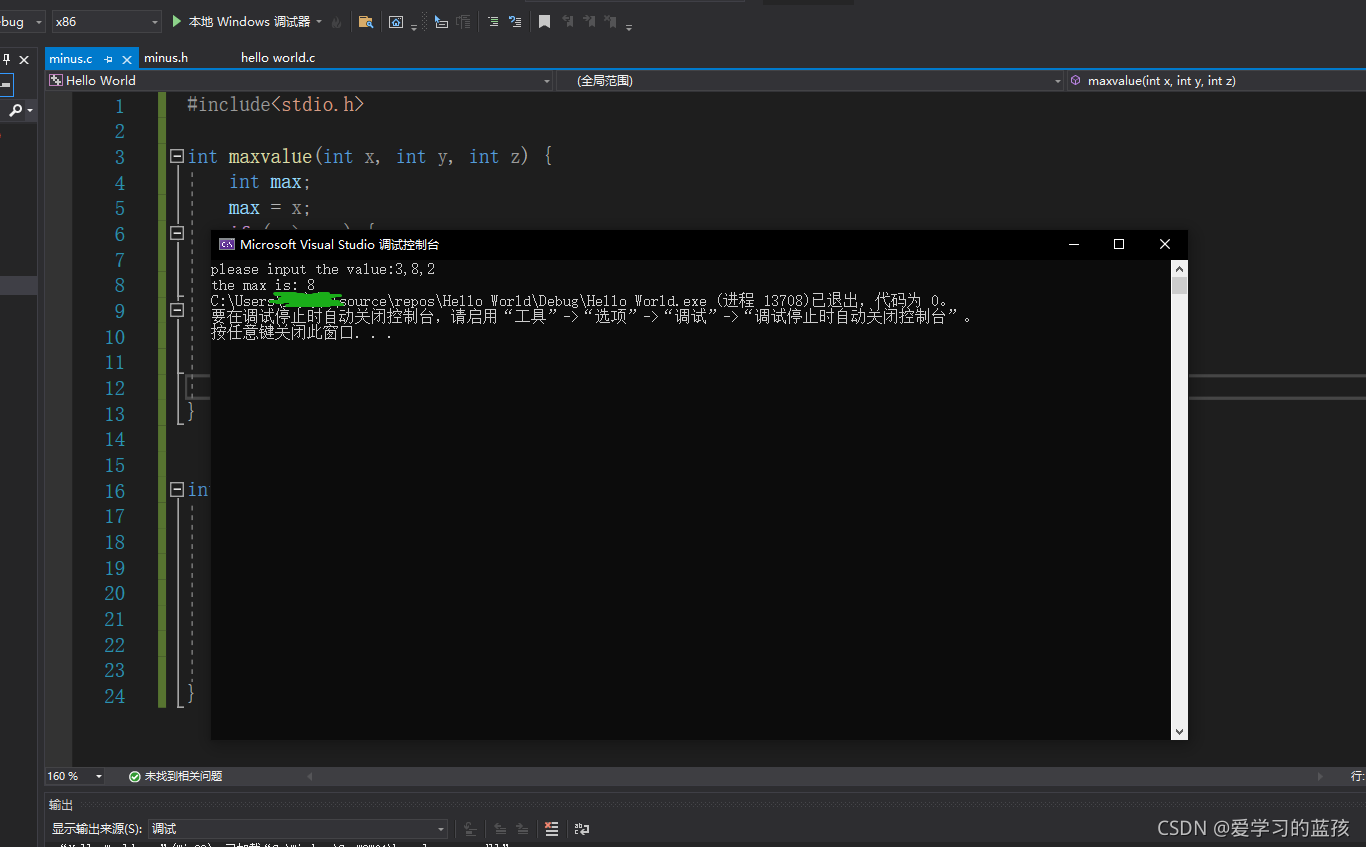 bug x86 本地 Windows 调试器
minus.c minus.h hello world.c
Hello World (全局范围) maxvalue(int x, int y, int z)
1 #include<stdio.h>
2
3 int maxvalue(int x, int y, int z) {
4 int max;
5 max = x;
6
7
8
9
10
11
12
13 }
14
15
16 in
17
18
19
20
21
22
23
24 }
Microsoft Visual Studio 调试控制台
please input the value:3,8,2
the max is: 8
C:\Users\ source\repos\Hello World\Debug\Hello World.exe (进程 13708)已退出，代码为 0。
要在调试停止时自动关闭控制台，请启用“工具”->“选项”->“调试”->“调试停止时自动关闭控制台”。
按任意键关闭此窗口. . .
160 % 未找到相关问题 行:
输出
显示输出来源(S): 调试
CSDN @爱学习的蓝孩